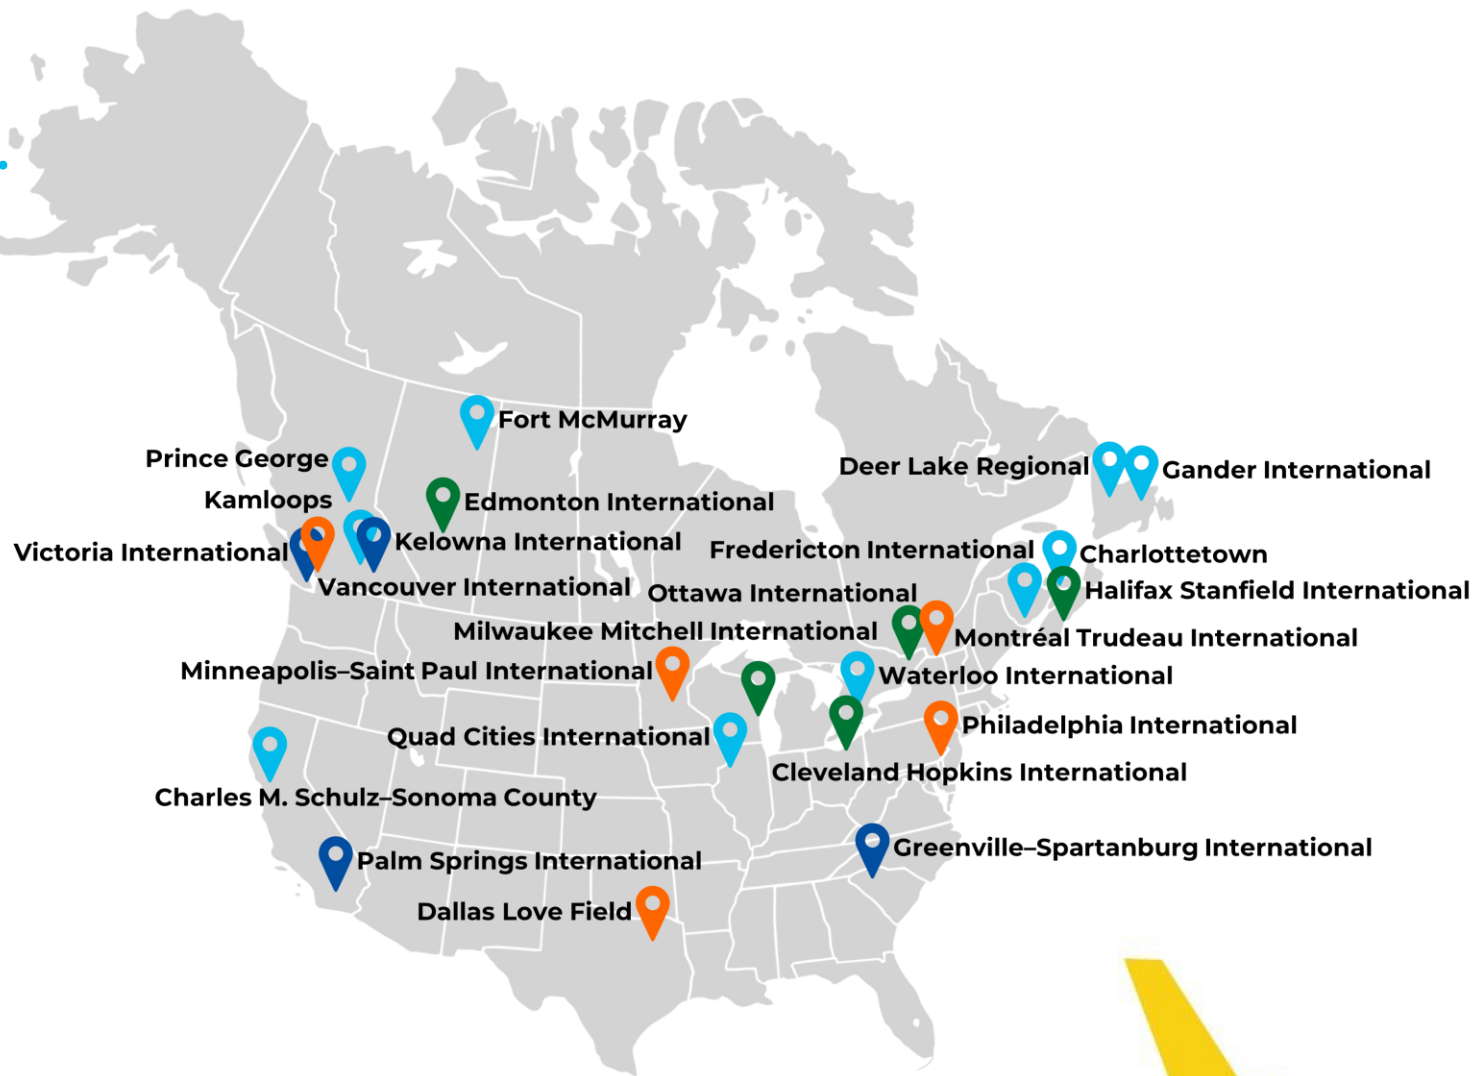 Fort McMurray
Prince George
Deer Lake Regional
Gander International
Kamloops
Edmonton International
Victoria International
Kelowna International
Fredericton International
Charlottetown
Vancouver International
Ottawa International
Halifax Stanfield International
Milwaukee Mitchell International
Montréal Trudeau International
Minneapolis–Saint Paul International
Waterloo International
Quad Cities International
Philadelphia International
Cleveland Hopkins International
Charles M. Schulz–Sonoma County
Greenville–Spartanburg International
Palm Springs International
Dallas Love Field